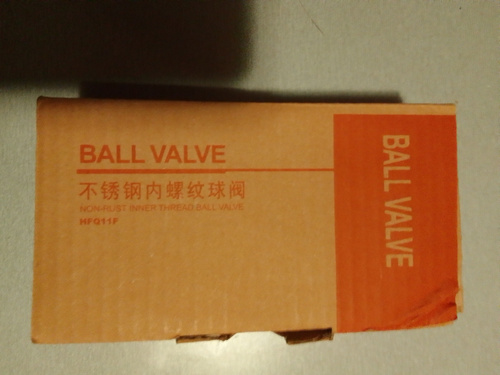 BALL VALVE
不锈钢内螺纹球阀
NON-RUST INNER THREAD BALL VALVE
HFQ11F
BALL VALVE